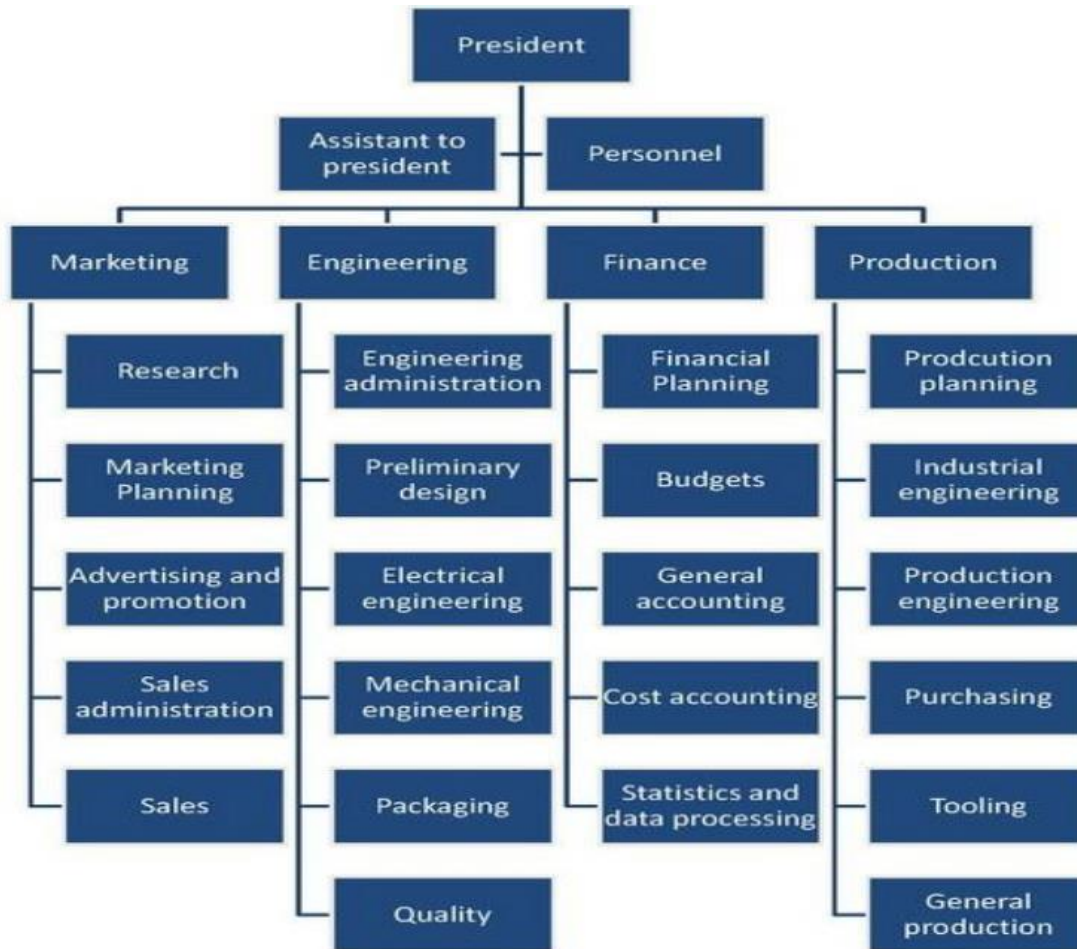 President
Assistant to
president
Personnel
Marketing
Engineering
Finance
Production
Research
Engineering
administration
Financial
Planning
Prodcution
planning
Marketing
Planning
Preliminary
design
Budgets
Industrial
engineering
Advertising and
promotion
Electrical
engineering
General
accounting
Production
engineering
Sales
administration
Mechanical
engineering
Cost accounting
Purchasing
Sales
Packaging
Statistics and
data processing
Tooling
Quality
General
production